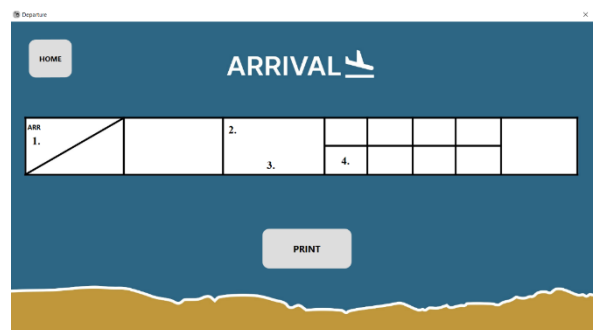 Departure
HOME
ARRIVAL
ARR
1.
2.
3.
4.
PRINT